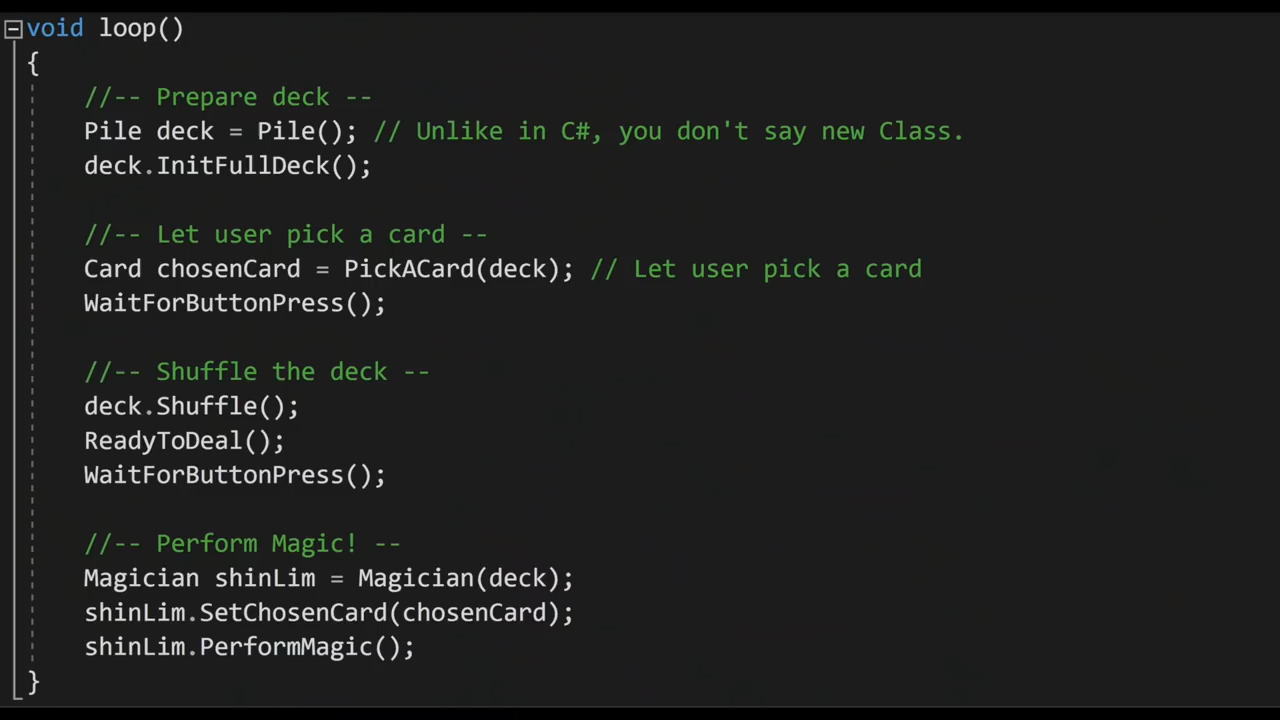 void loop()
{
//-- Prepare deck --
Pile deck = Pile(); // Unlike in C#, you don't say new Class.
deck.InitFullDeck();
//-- Let user pick a card --
Card chosenCard = PickACard(deck); // Let user pick a card
WaitForButtonPress();
//-- Shuffle the deck --
deck.Shuffle();
ReadyToDeal();
WaitForButtonPress();
//-- Perform Magic! --
Magician shinLim = Magician(deck);
shinLim.SetChosenCard(chosenCard);
shinLim.PerformMagic();
}